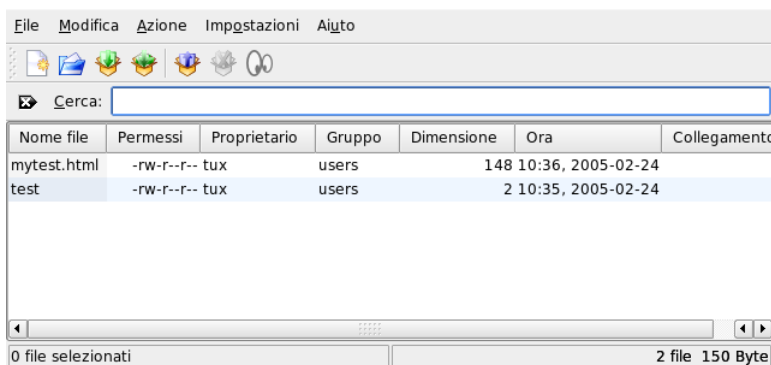 File Modifica Azione Impostazioni Aiuto
Cerca:
Nome file Permessi Proprietario Gruppo Dimensione Ora Collegamento
mytest.html -rw-r--r-- tux users 148 10:36, 2005-02-24
test -rw-r--r-- tux users 2 10:35, 2005-02-24
0 file selezionati 2 file 150 Byte